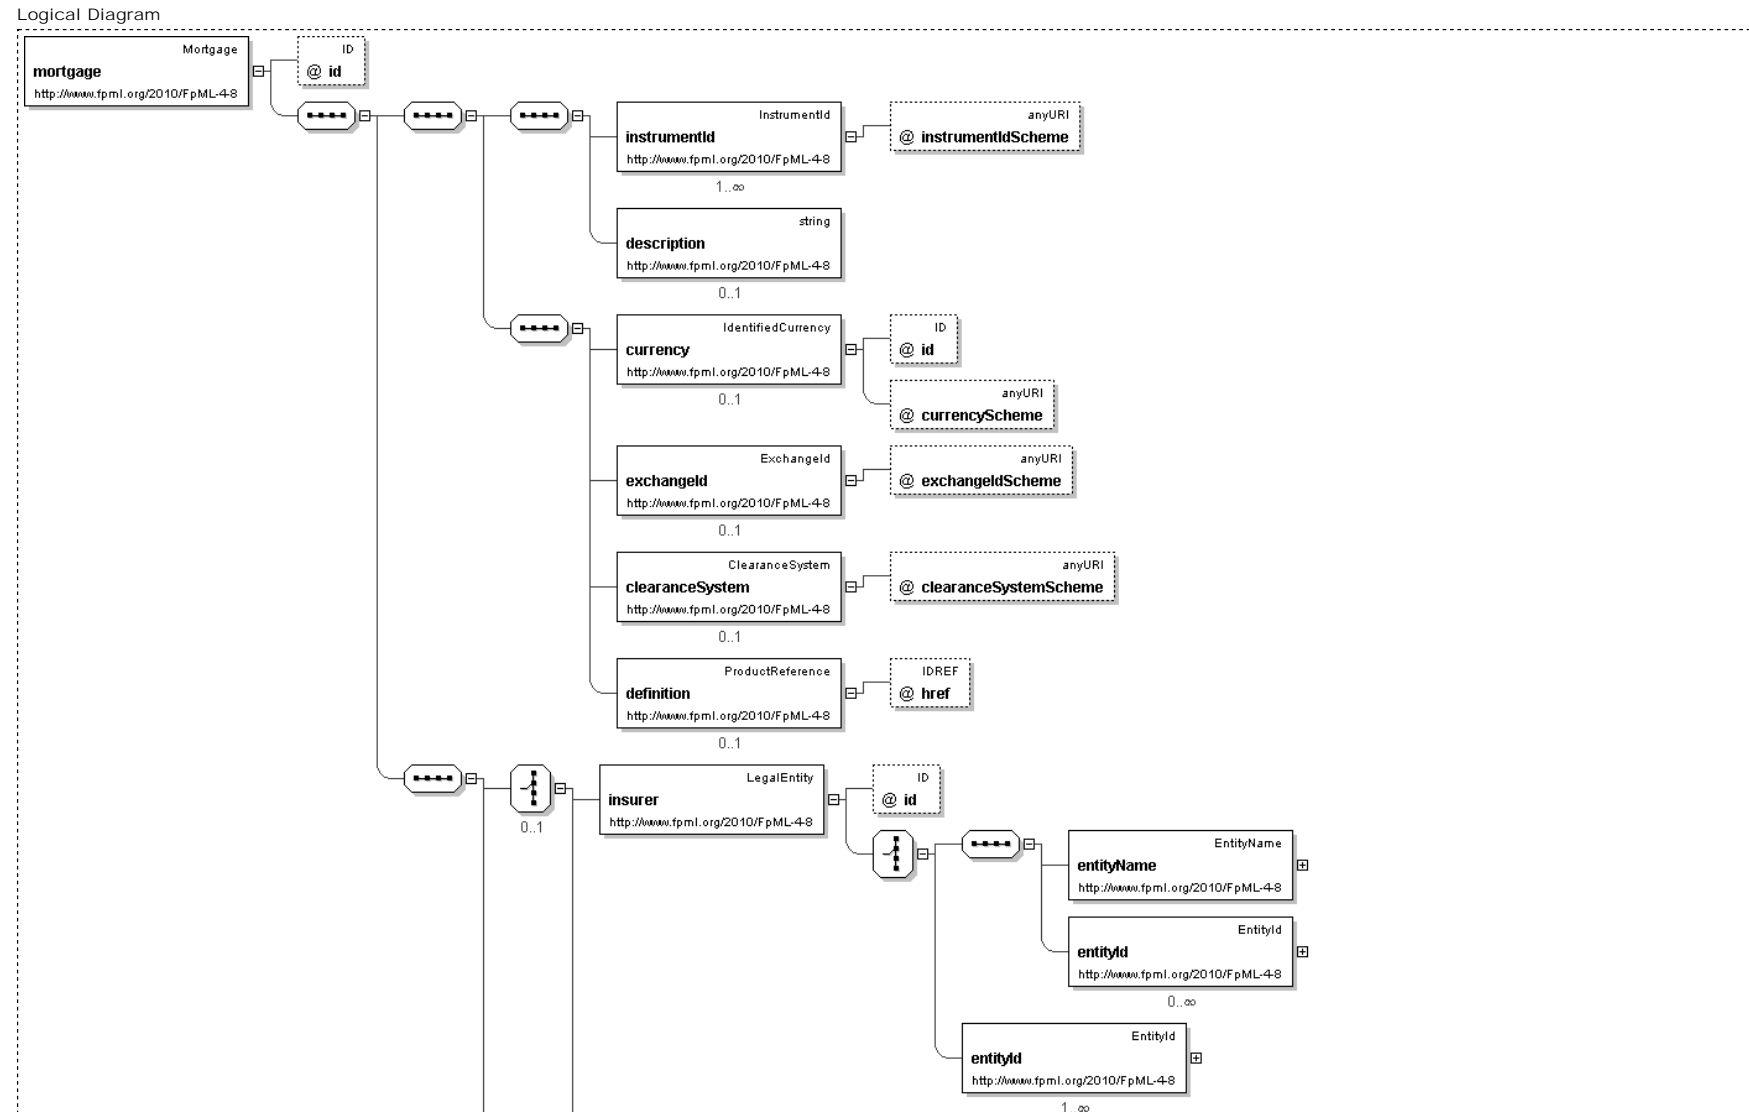 Logical Diagram
Mortgage
mortgage
http://www.fpml.org/2010/FpML-4-8
ID
@ id
InstrumentId
instrumentId
http://www.fpml.org/2010/FpML-4-8
1..∞
anyURI
@ instrumentIdScheme
string
description
http://www.fpml.org/2010/FpML-4-8
0..1
IdentifiedCurrency
currency
http://www.fpml.org/2010/FpML-4-8
0..1
ID
@ id
anyURI
@ currencyScheme
ExchangeId
exchangeId
http://www.fpml.org/2010/FpML-4-8
0..1
anyURI
@ exchangeIdScheme
ClearanceSystem
clearanceSystem
http://www.fpml.org/2010/FpML-4-8
0..1
anyURI
@ clearanceSystemScheme
ProductReference
definition
http://www.fpml.org/2010/FpML-4-8
0..1
IDREF
@ href
0..1
LegalEntity
insurer
http://www.fpml.org/2010/FpML-4-8
ID
@ id
EntityName
entityName
http://www.fpml.org/2010/FpML-4-8
EntityId
entityId
http://www.fpml.org/2010/FpML-4-8
0..∞
EntityId
entityId
http://www.fpml.org/2010/FpML-4-8
1..∞